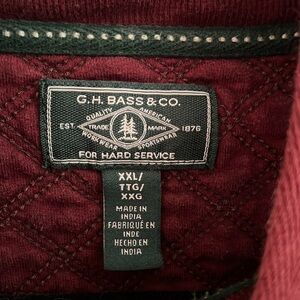 G.H. BASS & CO.
QUALITY AMERICAN
EST. TRADE MARK 1876
WORKWEAR SPORTSWEAR
FOR HARD SERVICE
XXL/
TTG/
XXG
MADE IN
INDIA
FABRIQUÉ EN
INDE
HECHO EN
INDIA